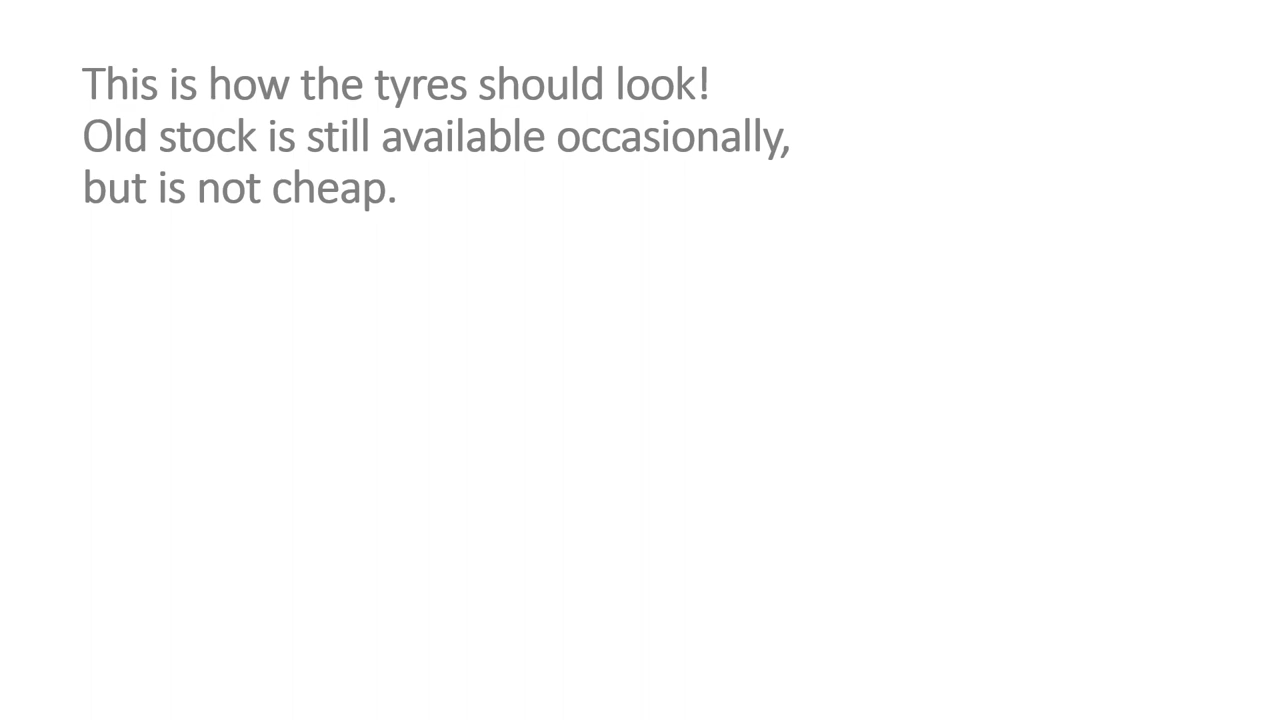 This is how the tyres should look!
Old stock is still available occasionally,
but is not cheap.